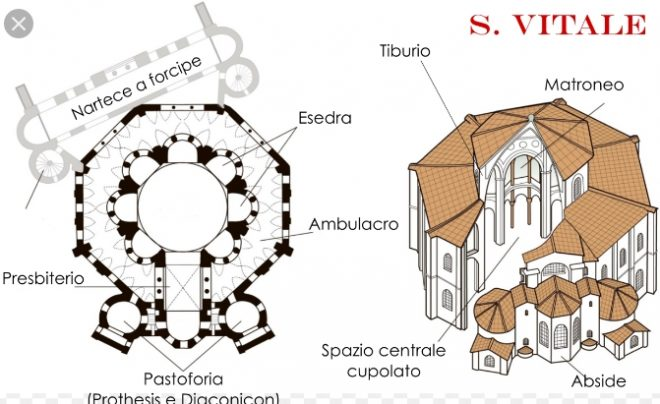 S. VITALE
Nartece a forcipe
Tiburio
Matroneo
Esedra
Ambulacro
Presbiterio
Spazio centrale
cupolato
Pastoforia
(Prothesis e Diaconicon)
Abside